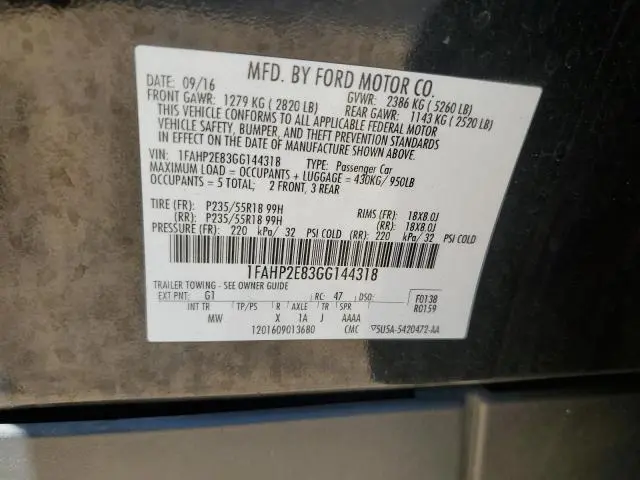 MFD. BY FORD MOTOR CO.
DATE: 09/16 GVWR: 2386 KG ( 5260 LB)
FRONT GAWR: 1279 KG ( 2820 LB) REAR GAWR: 1143 KG ( 2520 LB)
THIS VEHICLE CONFORMS TO ALL APPLICABLE FEDERAL MOTOR
VEHICLE SAFETY, BUMPER, AND THEFT PREVENTION STANDARDS
IN EFFECT ON THE DATE OF MANUFACTURE SHOWN ABOVE.
VIN: 1FAHP2E83GG144318 TYPE: Passenger Car
MAXIMUM LOAD = OCCUPANTS + LUGGAGE = 430KG/ 950LB
OCCUPANTS = 5 TOTAL; 2 FRONT, 3 REAR
TIRE (FR): P235/55R18 99H RIMS (FR): 18X8.0J
(RR): P235/55R18 99H (RR): 18X8.0J
PRESSURE (FR): 220 kPa/ 32 PSI COLD (RR): 220 kPa/ 32 PSI COLD
1FAHP2E83GG144318
TRAILER TOWING - SEE OWNER GUIDE
EXT PNT: G1 RC: 47 DSO: F0138
INT TR TP/PS R AXLE TR SPR R0159
MW X 1A J AAAA
1201609013680 CMC 5U5A-5420472-AA